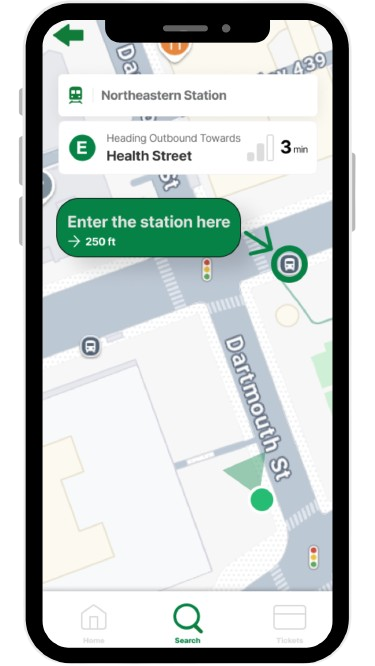 Da
y 439
Northeastern Station
E
Heading Outbound Towards
Health Street
3 min
St
Enter the station here
→ 250 ft
Dartmouth St
Home
Search
Tickets